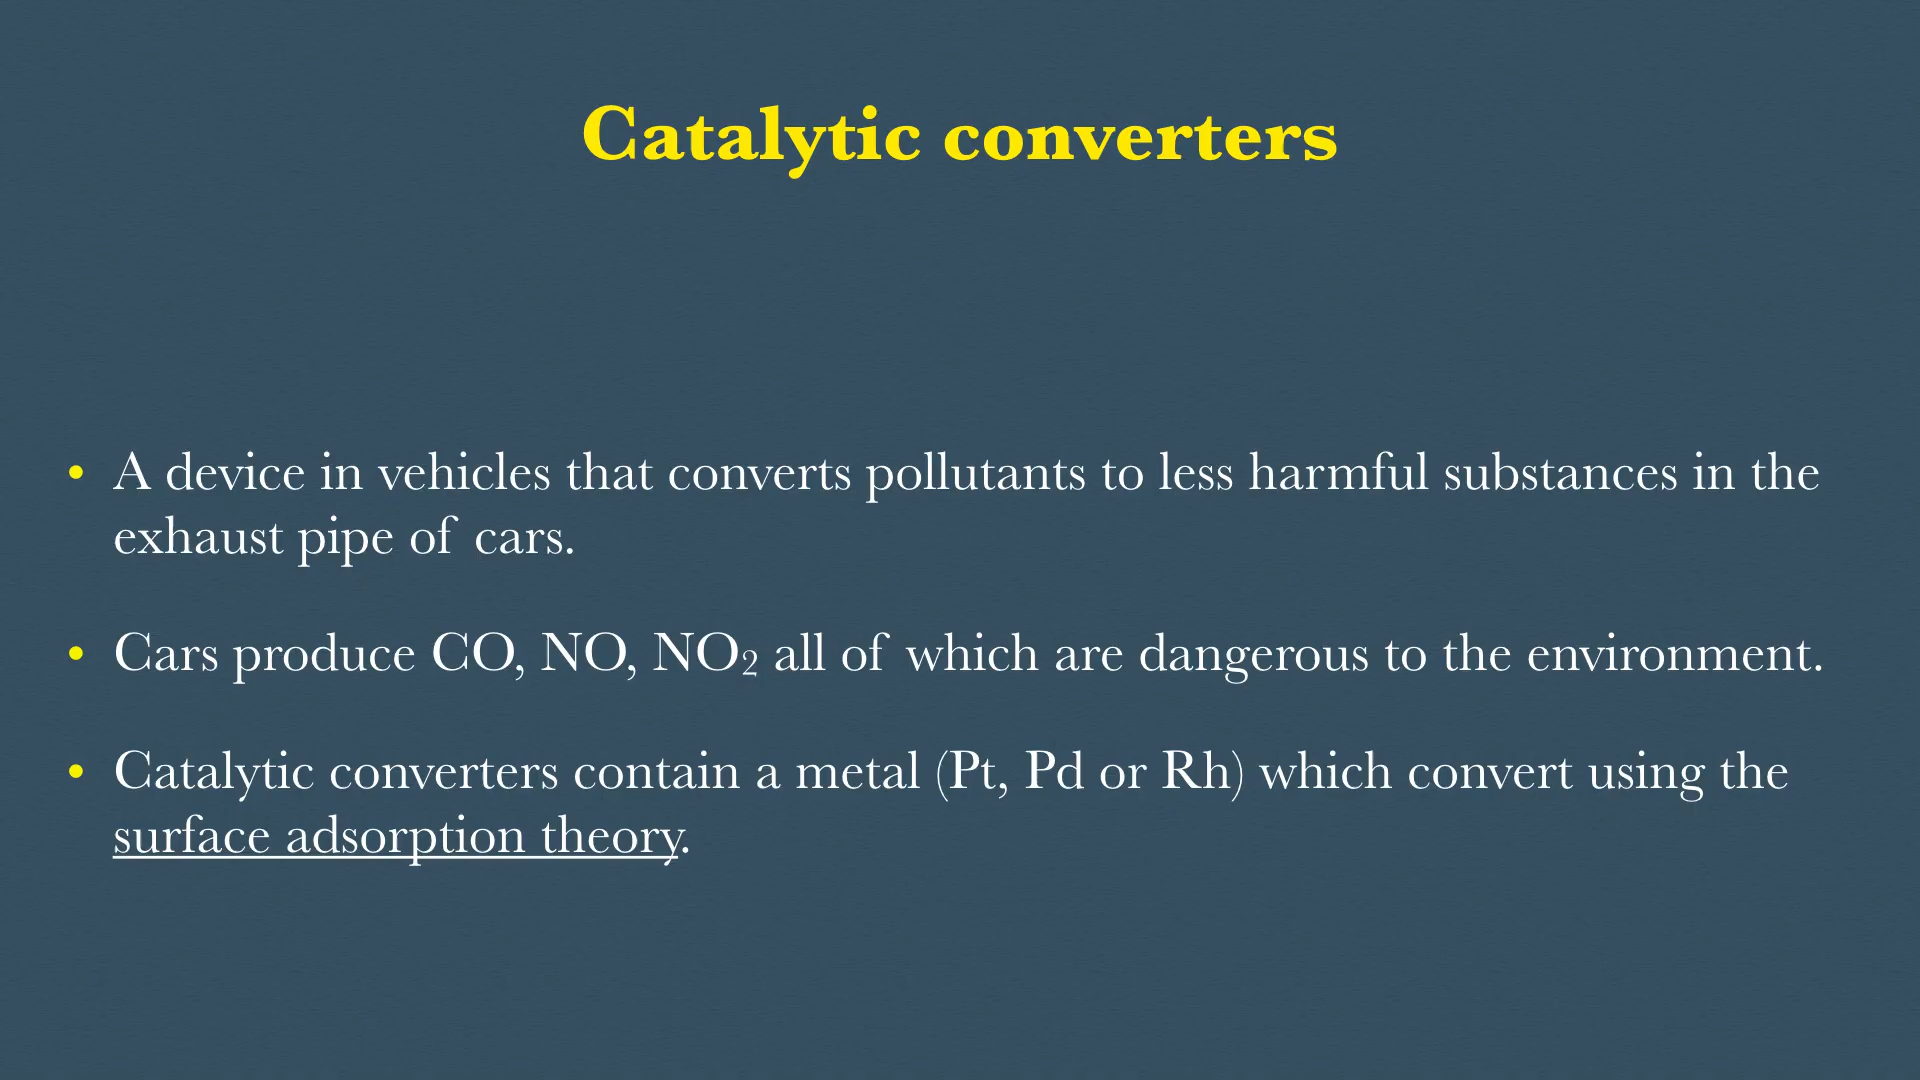 Catalytic converters
• A device in vehicles that converts pollutants to less harmful substances in the
exhaust pipe of cars.
• Cars produce CO, NO, NO₂ all of which are dangerous to the environment.
• Catalytic converters contain a metal (Pt, Pd or Rh) which convert using the
surface adsorption theory.